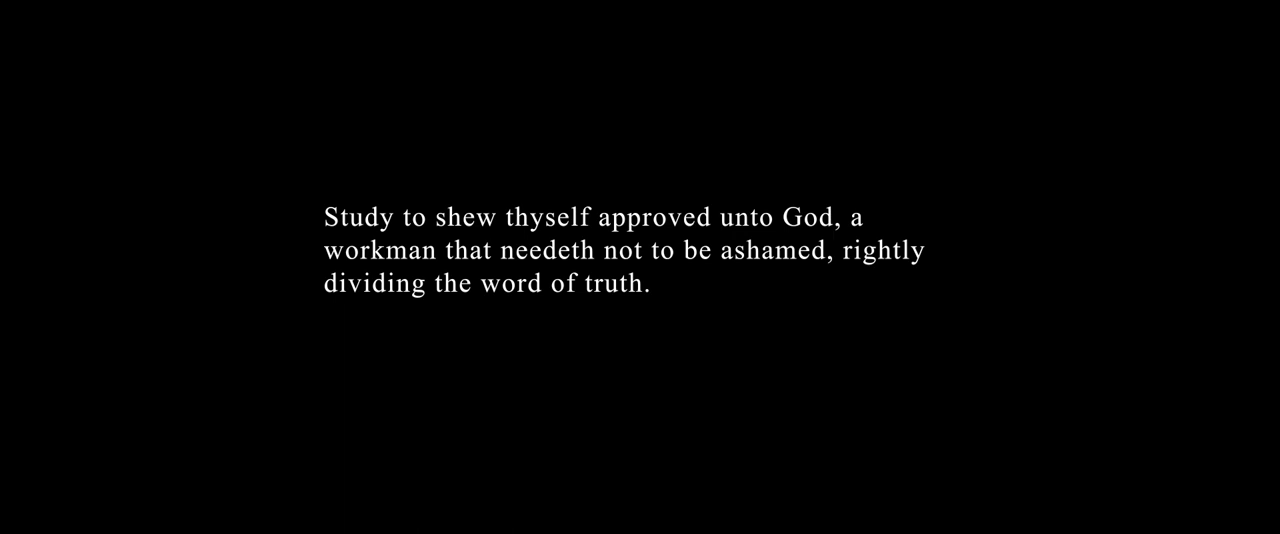 Study to shew thyself approved unto God, a
workman that needeth not to be ashamed, rightly
dividing the word of truth.